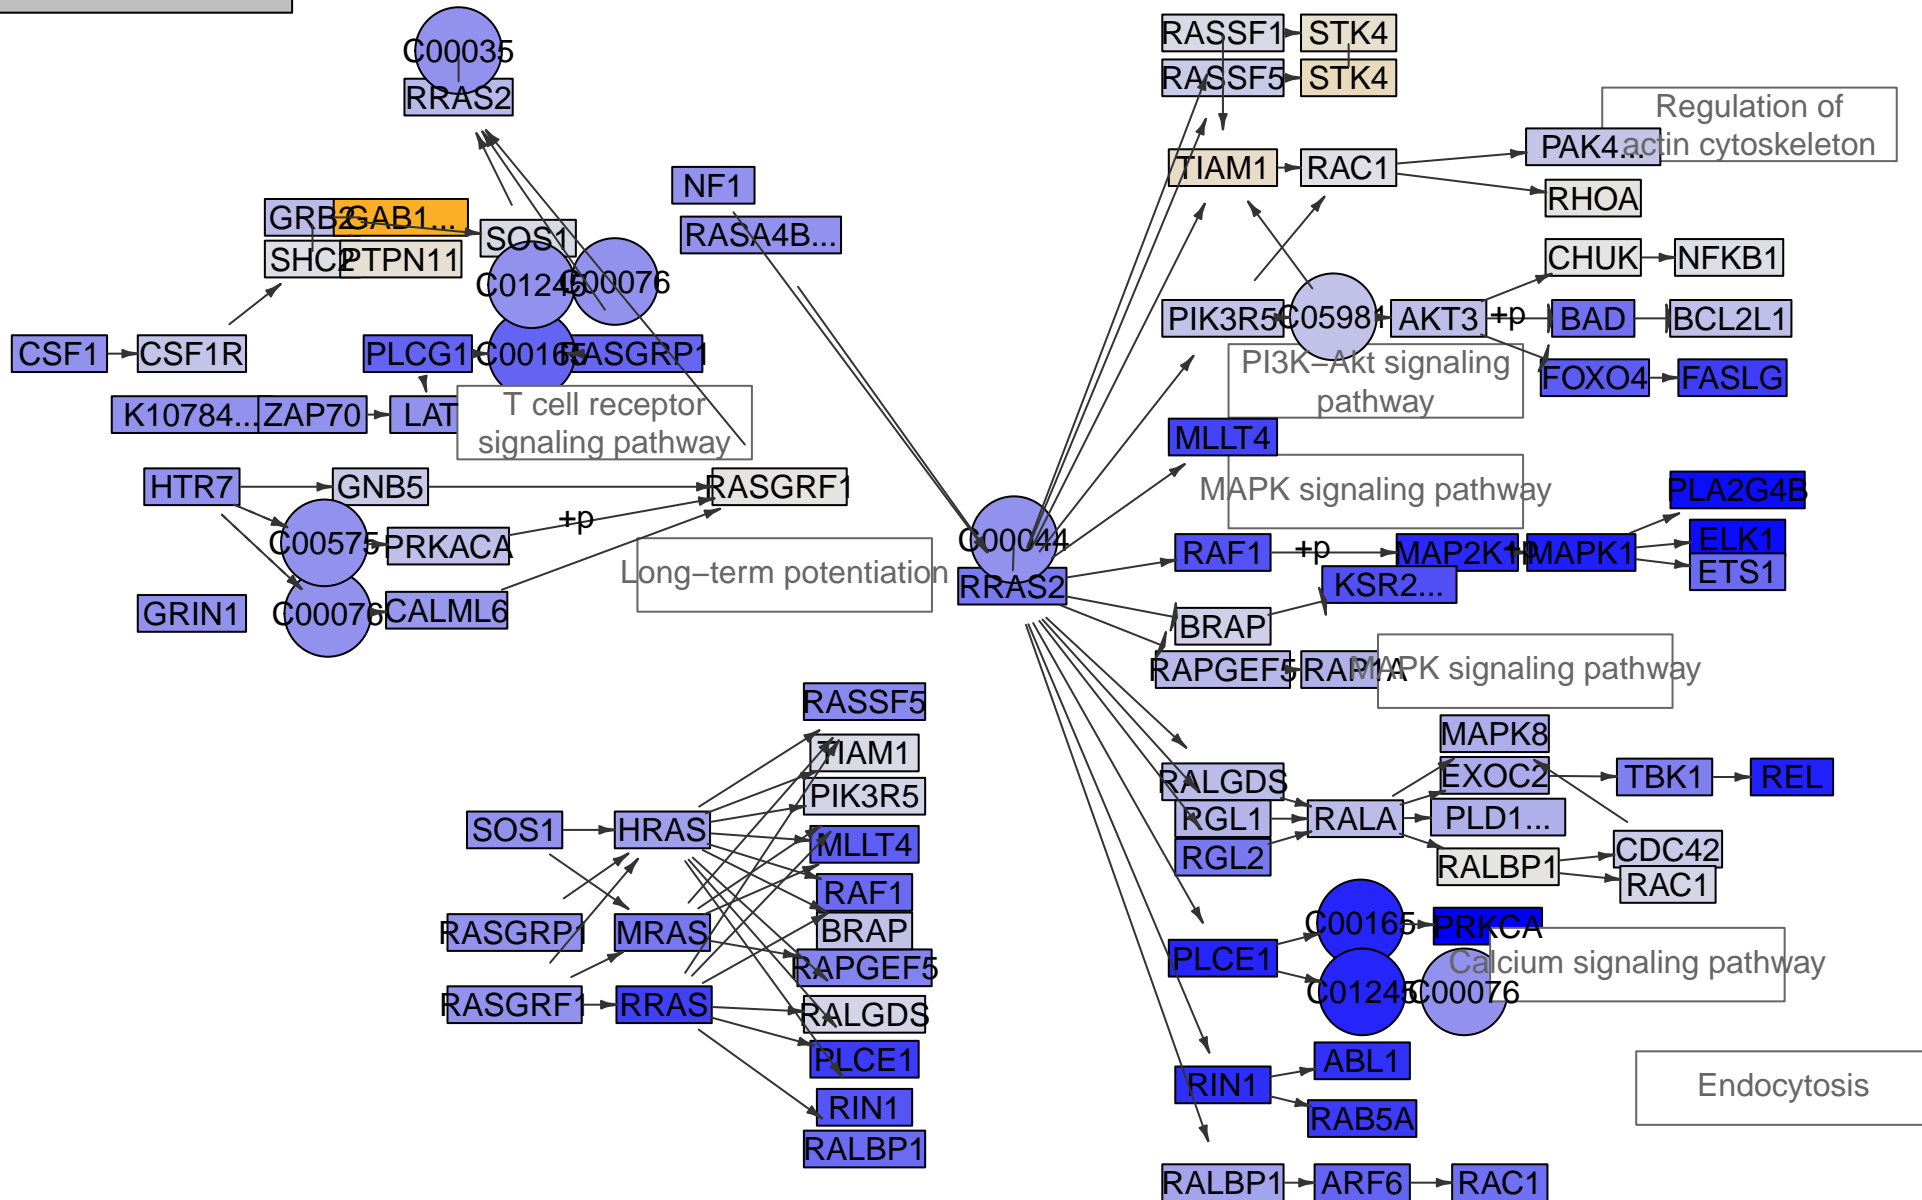 C00035
RRAS2
NF1
RASA4B...
GRB2
GAB1...
SOS1
SHC2
PTPN11
C01245
C00076
CSF1
CSF1R
PLCG1
C00165
RASGRP1
K10784...
ZAP70
LAT
T cell receptor
signaling pathway
HTR7
GNB5
RASGRF1
+p
C00575
PRKACA
Long−term potentiation
GRIN1
C00076
CALML6
C00044
RRAS2
RASSF1
STK4
RASSF5
STK4
Regulation of
actin cytoskeleton
PAK4...
TIAM1
RAC1
RHOA
CHUK
NFKB1
PIK3R5
C05981
AKT3
+p
BAD
BCL2L1
PI3K−Akt signaling
pathway
FOXO4
FASLG
MLLT4
MAPK signaling pathway
PLA2G4B
RAF1
+p
MAP2K1
+p
MAPK1
ELK1
ETS1
KSR2...
BRAP
RAPGEF5
RAP1A
MAPK signaling pathway
RASSF5
TIAM1
PIK3R5
SOS1
HRAS
MLLT4
RAF1
RASGRP1
MRAS
BRAP
RAPGEF5
RASGRF1
RRAS
RALGDS
PLCE1
RIN1
RALBP1
MAPK8
RALGDS
EXOC2
TBK1
REL
RGL1
RALA
PLD1...
RGL2
RALBP1
CDC42
RAC1
C00165
PRKCA
PLCE1
Calcium signaling pathway
C01245
C00076
ABL1
RIN1
Endocytosis
RAB5A
RALBP1
ARF6
RAC1